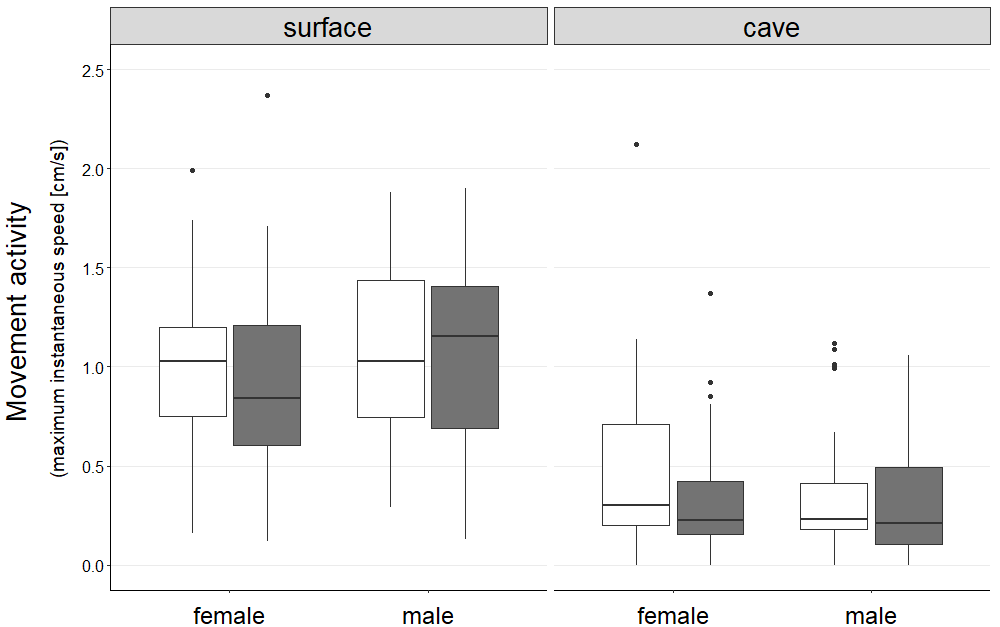 surface cave
Movement activity
(maximum instantaneous speed [cm/s])
2.5
2.0
1.5
1.0
0.5
0.0
female male female male